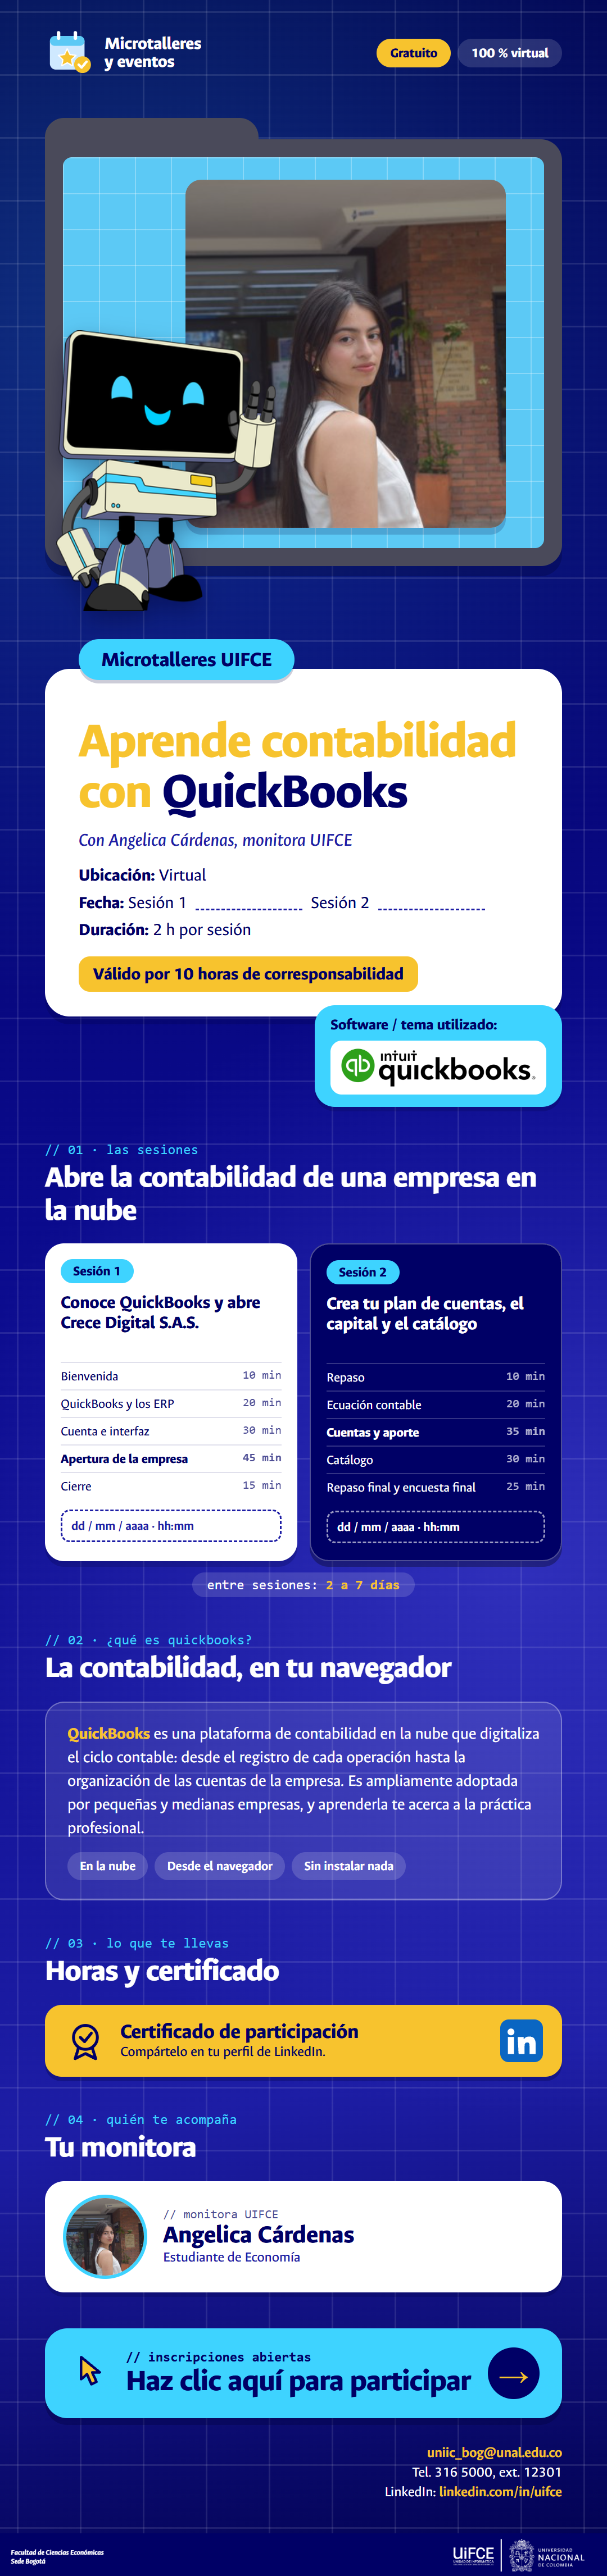 Microtalleres
y eventos
Gratuito
100 % virtual
Microtalleres UIFCE
Aprende contabilidad
con QuickBooks
Con Angelica Cárdenas, monitora UIFCE
Ubicación: Virtual
Fecha: Sesión 1 Sesión 2
Duración: 2 h por sesión
Válido por 10 horas de corresponsabilidad
Software / tema utilizado:
qb intuit quickbooks.
// 01 · las sesiones
Abre la contabilidad de una empresa en
la nube
Sesión 1
Conoce QuickBooks y abre
Crece Digital S.A.S.
Bienvenida 10 min
QuickBooks y los ERP 20 min
Cuenta e interfaz 30 min
Apertura de la empresa 45 min
Cierre 15 min
dd / mm / aaaa · hh:mm
Sesión 2
Crea tu plan de cuentas, el
capital y el catálogo
Repaso 10 min
Ecuación contable 20 min
Cuentas y aporte 35 min
Catálogo 30 min
Repaso final y encuesta final 25 min
dd / mm / aaaa · hh:mm
entre sesiones: 2 a 7 días
// 02 · ¿qué es quickbooks?
La contabilidad, en tu navegador
QuickBooks es una plataforma de contabilidad en la nube que digitaliza
el ciclo contable: desde el registro de cada operación hasta la
organización de las cuentas de la empresa. Es ampliamente adoptada
por pequeñas y medianas empresas, y aprenderla te acerca a la práctica
profesional.
En la nube
Desde el navegador
Sin instalar nada
// 03 · lo que te llevas
Horas y certificado
Certificado de participación
Compártelo en tu perfil de LinkedIn.
in
// 04 · quién te acompaña
Tu monitora
// monitora UIFCE
Angelica Cárdenas
Estudiante de Economía
// inscripciones abiertas
Haz clic aquí para participar →
uniic_bog@unal.edu.co
Tel. 316 5000, ext. 12301
LinkedIn: linkedin.com/in/uifce
Facultad de Ciencias Económicas
Sede Bogotá
UiFCE
UNIVERSIDAD
NACIONAL
DE COLOMBIA